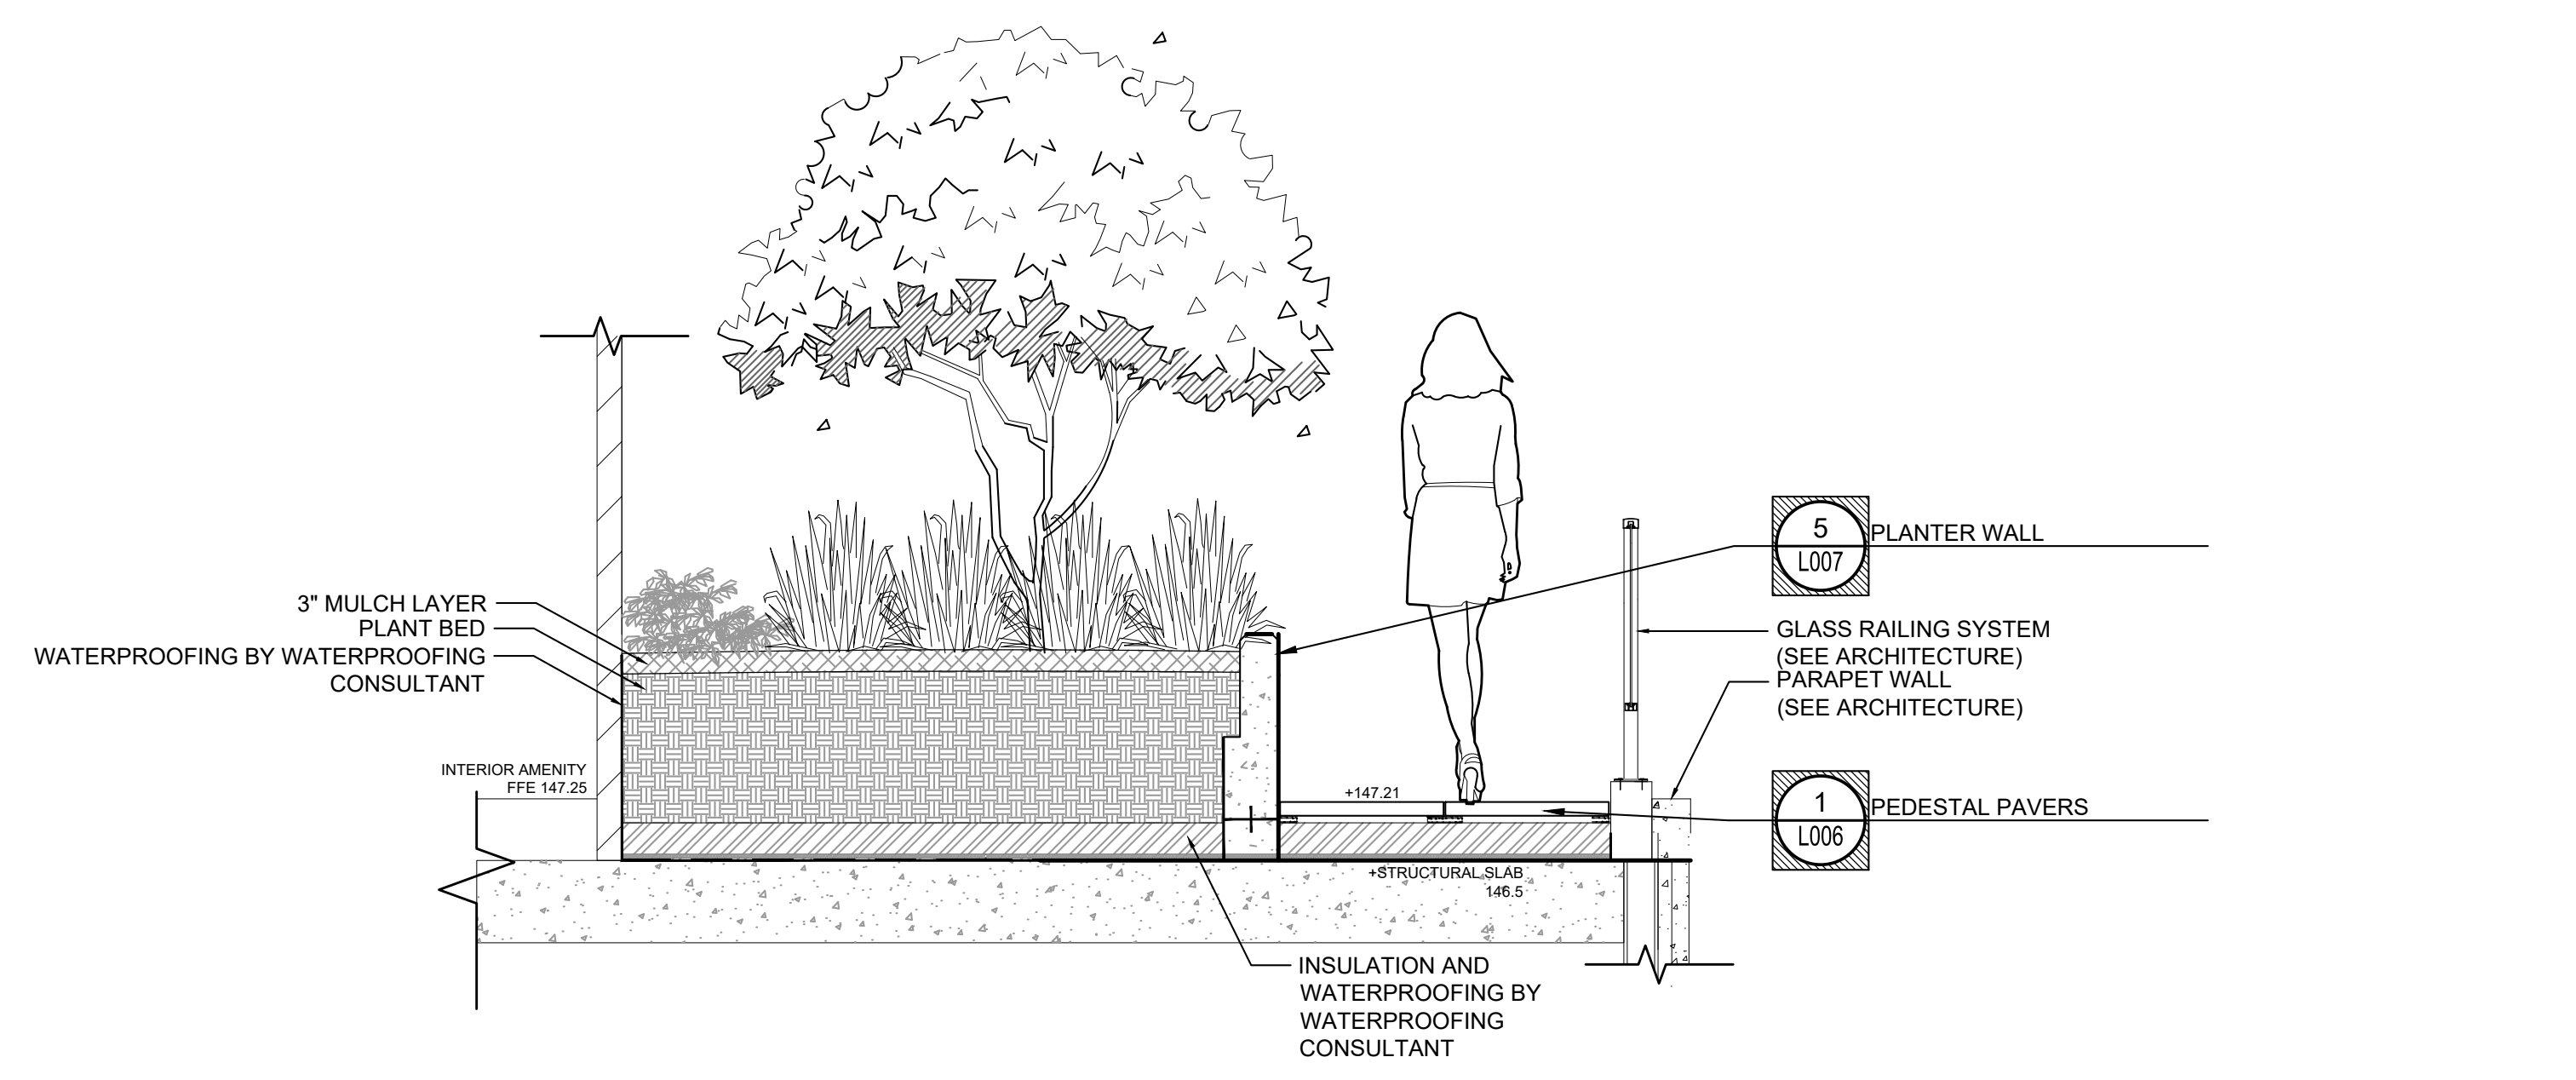 5
L007
PLANTER WALL
3" MULCH LAYER
PLANT BED
WATERPROOFING BY WATERPROOFING
CONSULTANT
GLASS RAILING SYSTEM
(SEE ARCHITECTURE)
PARAPET WALL
(SEE ARCHITECTURE)
INTERIOR AMENITY
FFE 147.25
+147.21
1
L006
PEDESTAL PAVERS
+STRUCTURAL SLAB
146.5
INSULATION AND
WATERPROOFING BY
WATERPROOFING
CONSULTANT